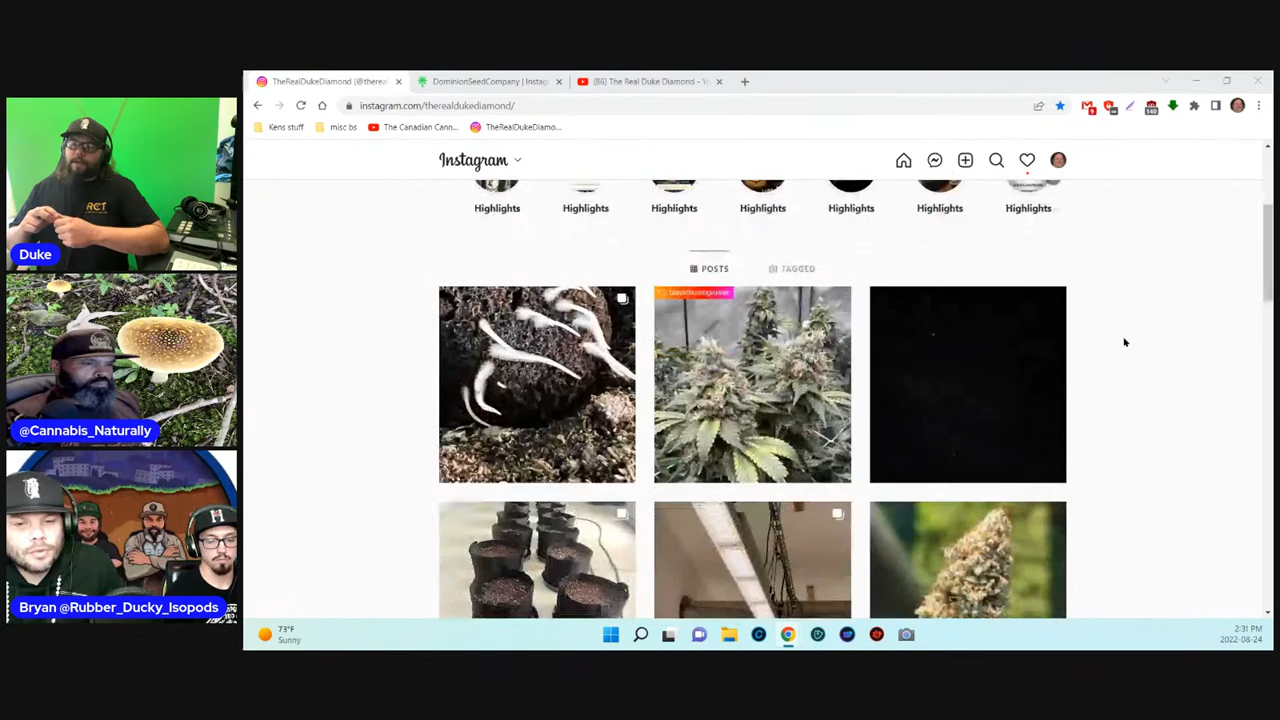 TheRealDukeDiamond (@therea
DominionSeedCompany | Instag
(86) The Real Duke Diamond - Yo
instagram.com/therealdukediamond/
Kens stuff
misc bs
The Canadian Cann...
TheRealDukeDiamo...
Instagram
Highlights
Highlights
Highlights
Highlights
Highlights
Highlights
Highlights
POSTS
TAGGED
RCT
Duke
@Cannabis_Naturally
Bryan @Rubber_Ducky_Isopods
73°F
Sunny
2:31 PM
2022-08-24